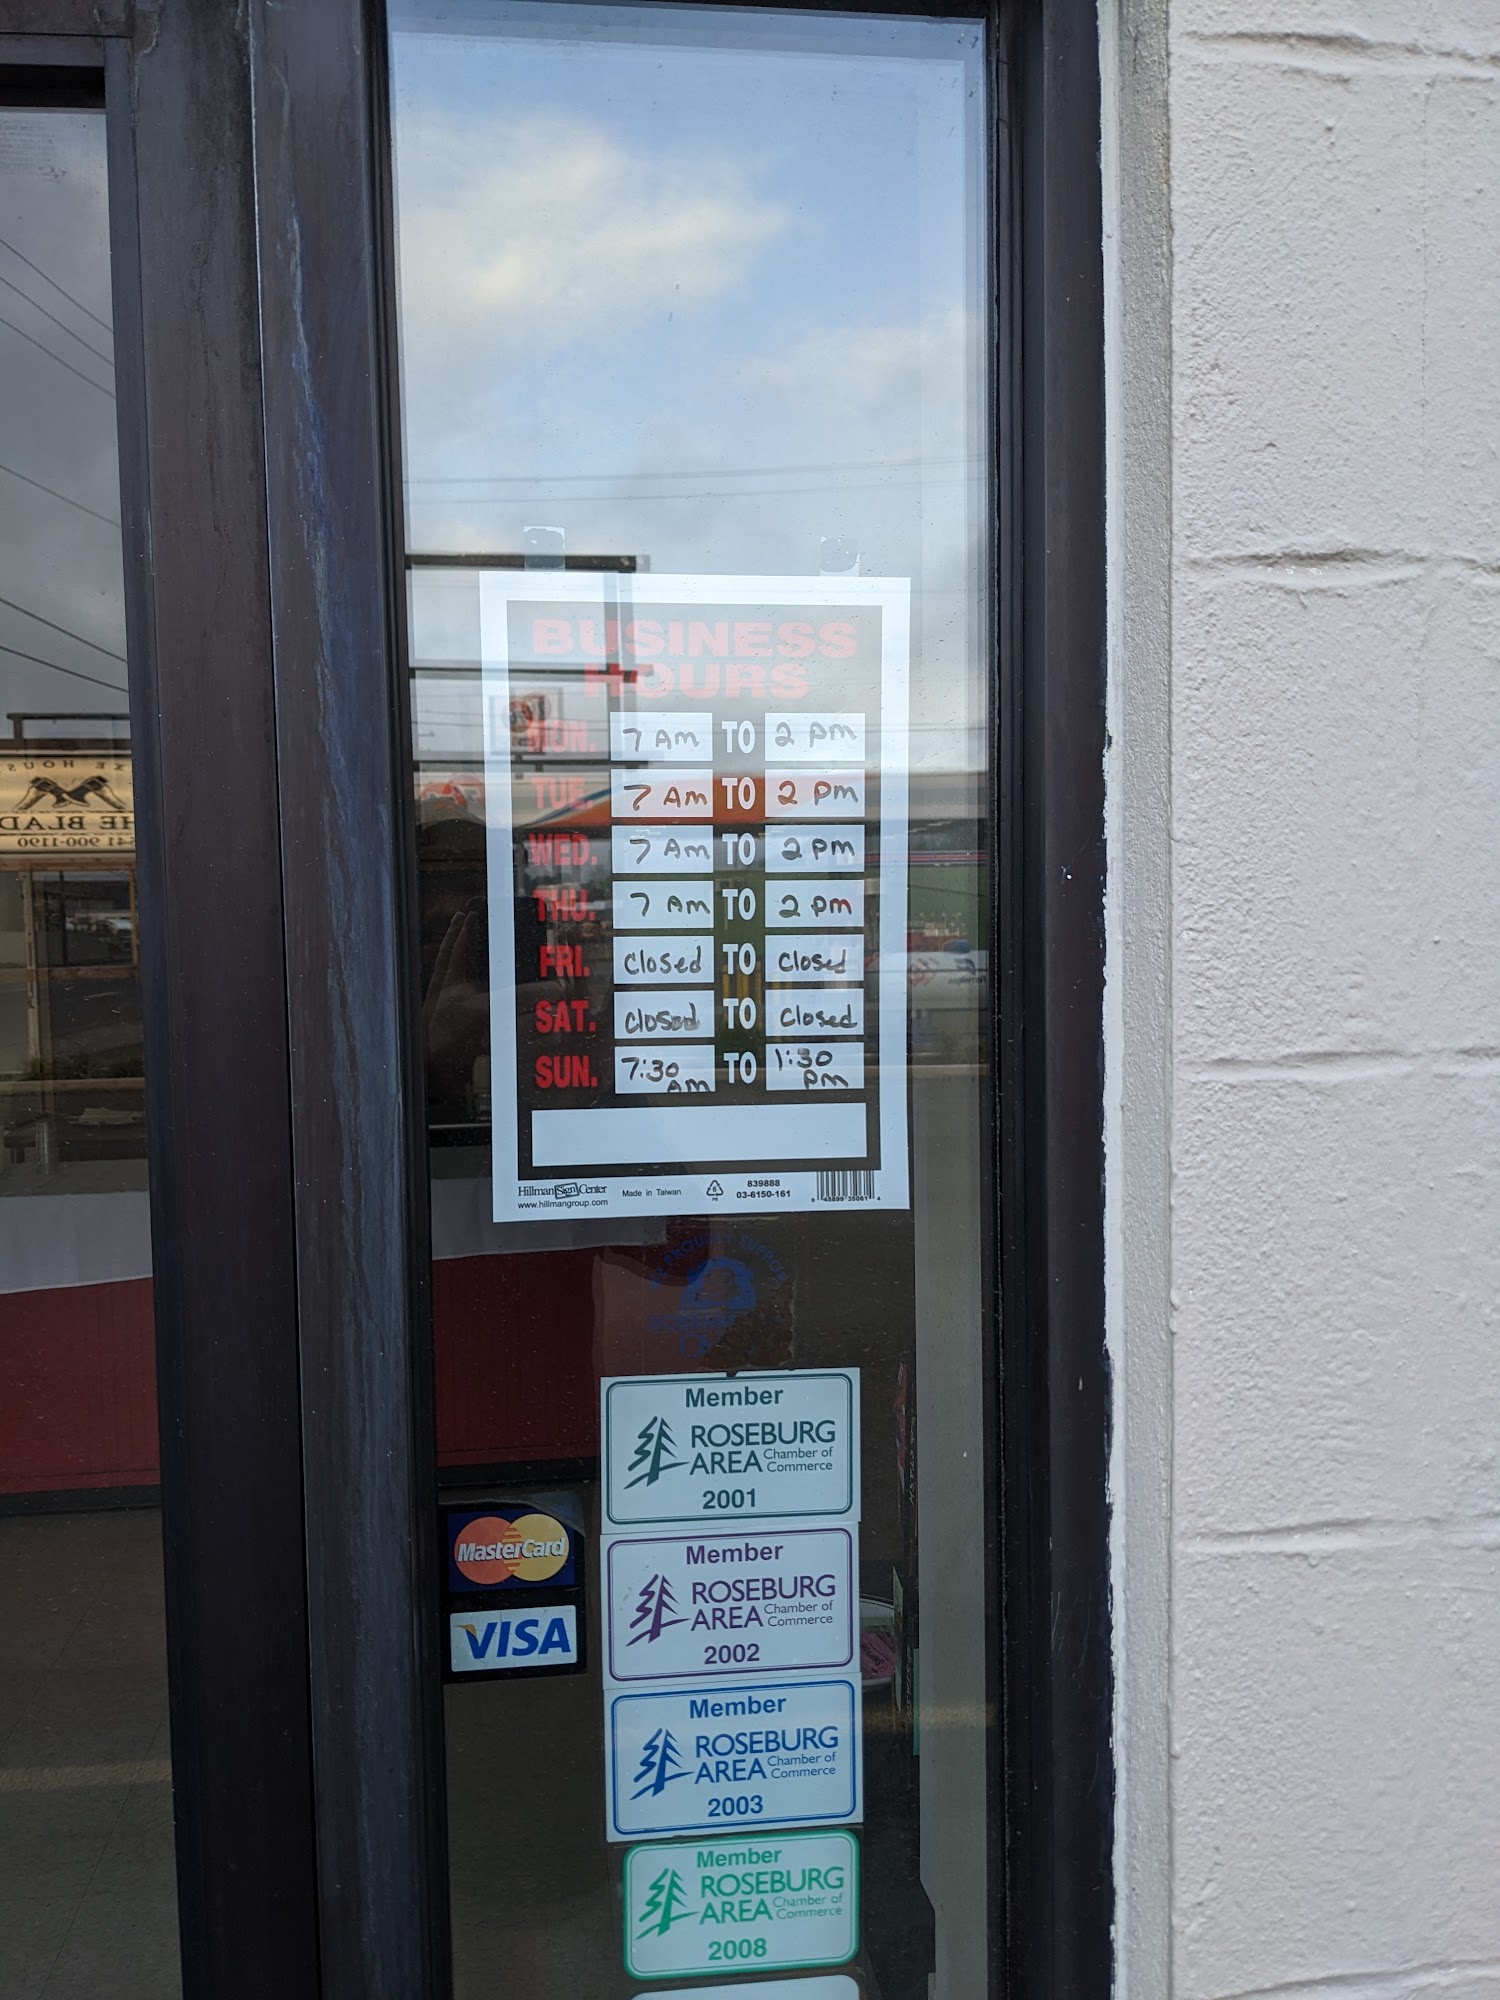 BUSINESS
HOURS
MON. 7 Am TO 2 pm
TUE. 7 Am TO 2 pm
WED. 7 Am TO 2 pm
THU. 7 Am TO 2 pm
FRI. closed TO closed
SAT. closed TO closed
SUN. 7:30 Am TO 1:30 pm
Hillman Sign Center
www.hillmangroup.com
Made in Taiwan
839888
03-6150-161
Member
ROSEBURG
AREA Chamber of
Commerce
2001
MasterCard
VISA
Member
ROSEBURG
AREA Chamber of
Commerce
2002
Member
ROSEBURG
AREA Chamber of
Commerce
2003
Member
ROSEBURG
AREA Chamber of
Commerce
2008